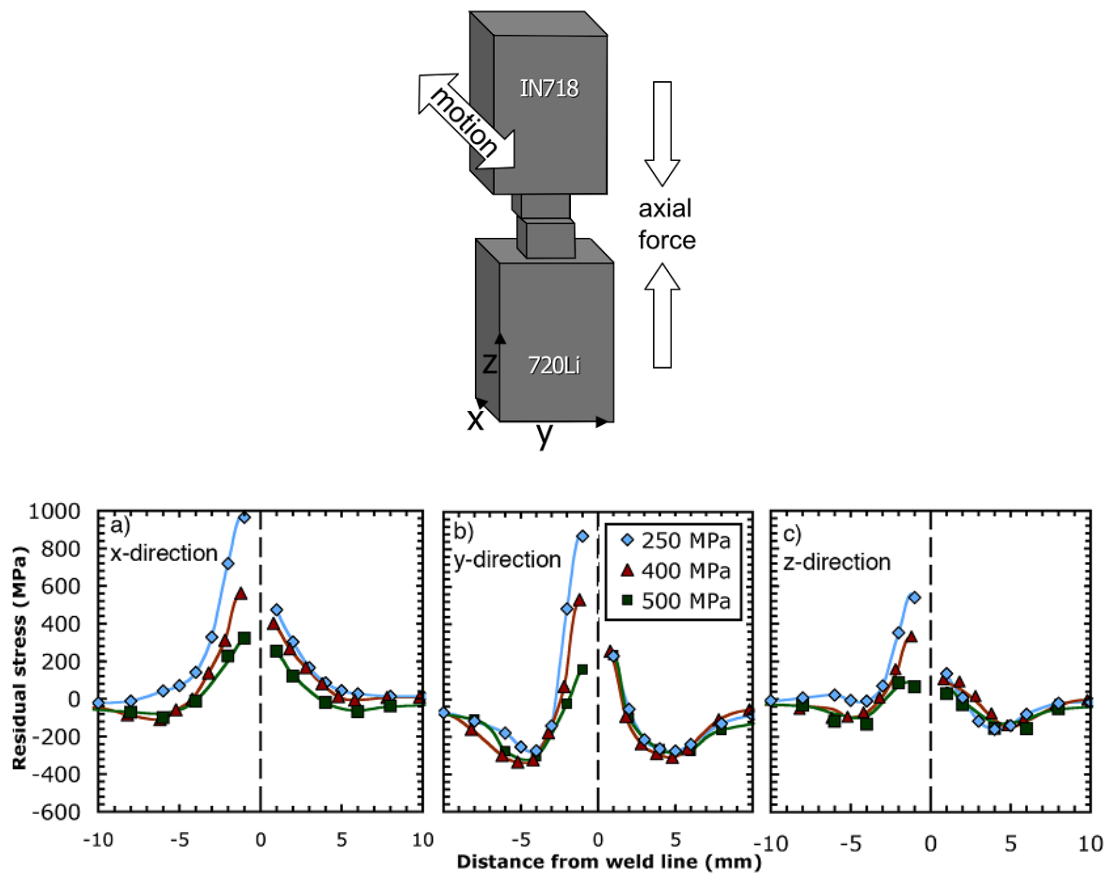 IN718
motion
axial
force
z
720Li
x
y
a)
x-direction
b)
y-direction
250 MPa
400 MPa
500 MPa
c)
z-direction
Residual stress (MPa)
1000
800
600
400
200
0
-200
-400
-600
-10
-5
0
5
10
-10
-5
0
5
10
-10
-5
0
5
10
Distance from weld line (mm)